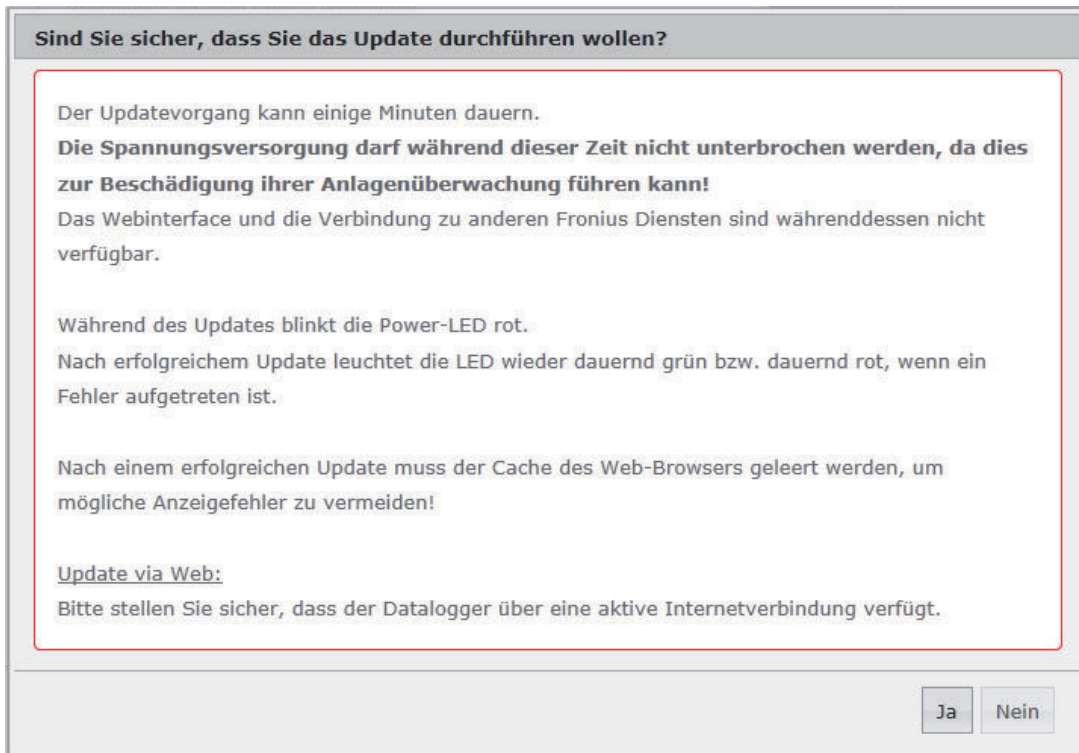 Sind Sie sicher, dass Sie das Update durchführen wollen?
Der Updatevorgang kann einige Minuten dauern.
Die Spannungsversorgung darf während dieser Zeit nicht unterbrochen werden, da dies
zur Beschädigung ihrer Anlagenüberwachung führen kann!
Das Webinterface und die Verbindung zu anderen Fronius Diensten sind währenddessen nicht
verfügbar.
Während des Updates blinkt die Power-LED rot.
Nach erfolgreichem Update leuchtet die LED wieder dauernd grün bzw. dauernd rot, wenn ein
Fehler aufgetreten ist.
Nach einem erfolgreichen Update muss der Cache des Web-Browsers geleert werden, um
mögliche Anzeigefehler zu vermeiden!
Update via Web:
Bitte stellen Sie sicher, dass der Datalogger über eine aktive Internetverbindung verfügt.
Ja Nein